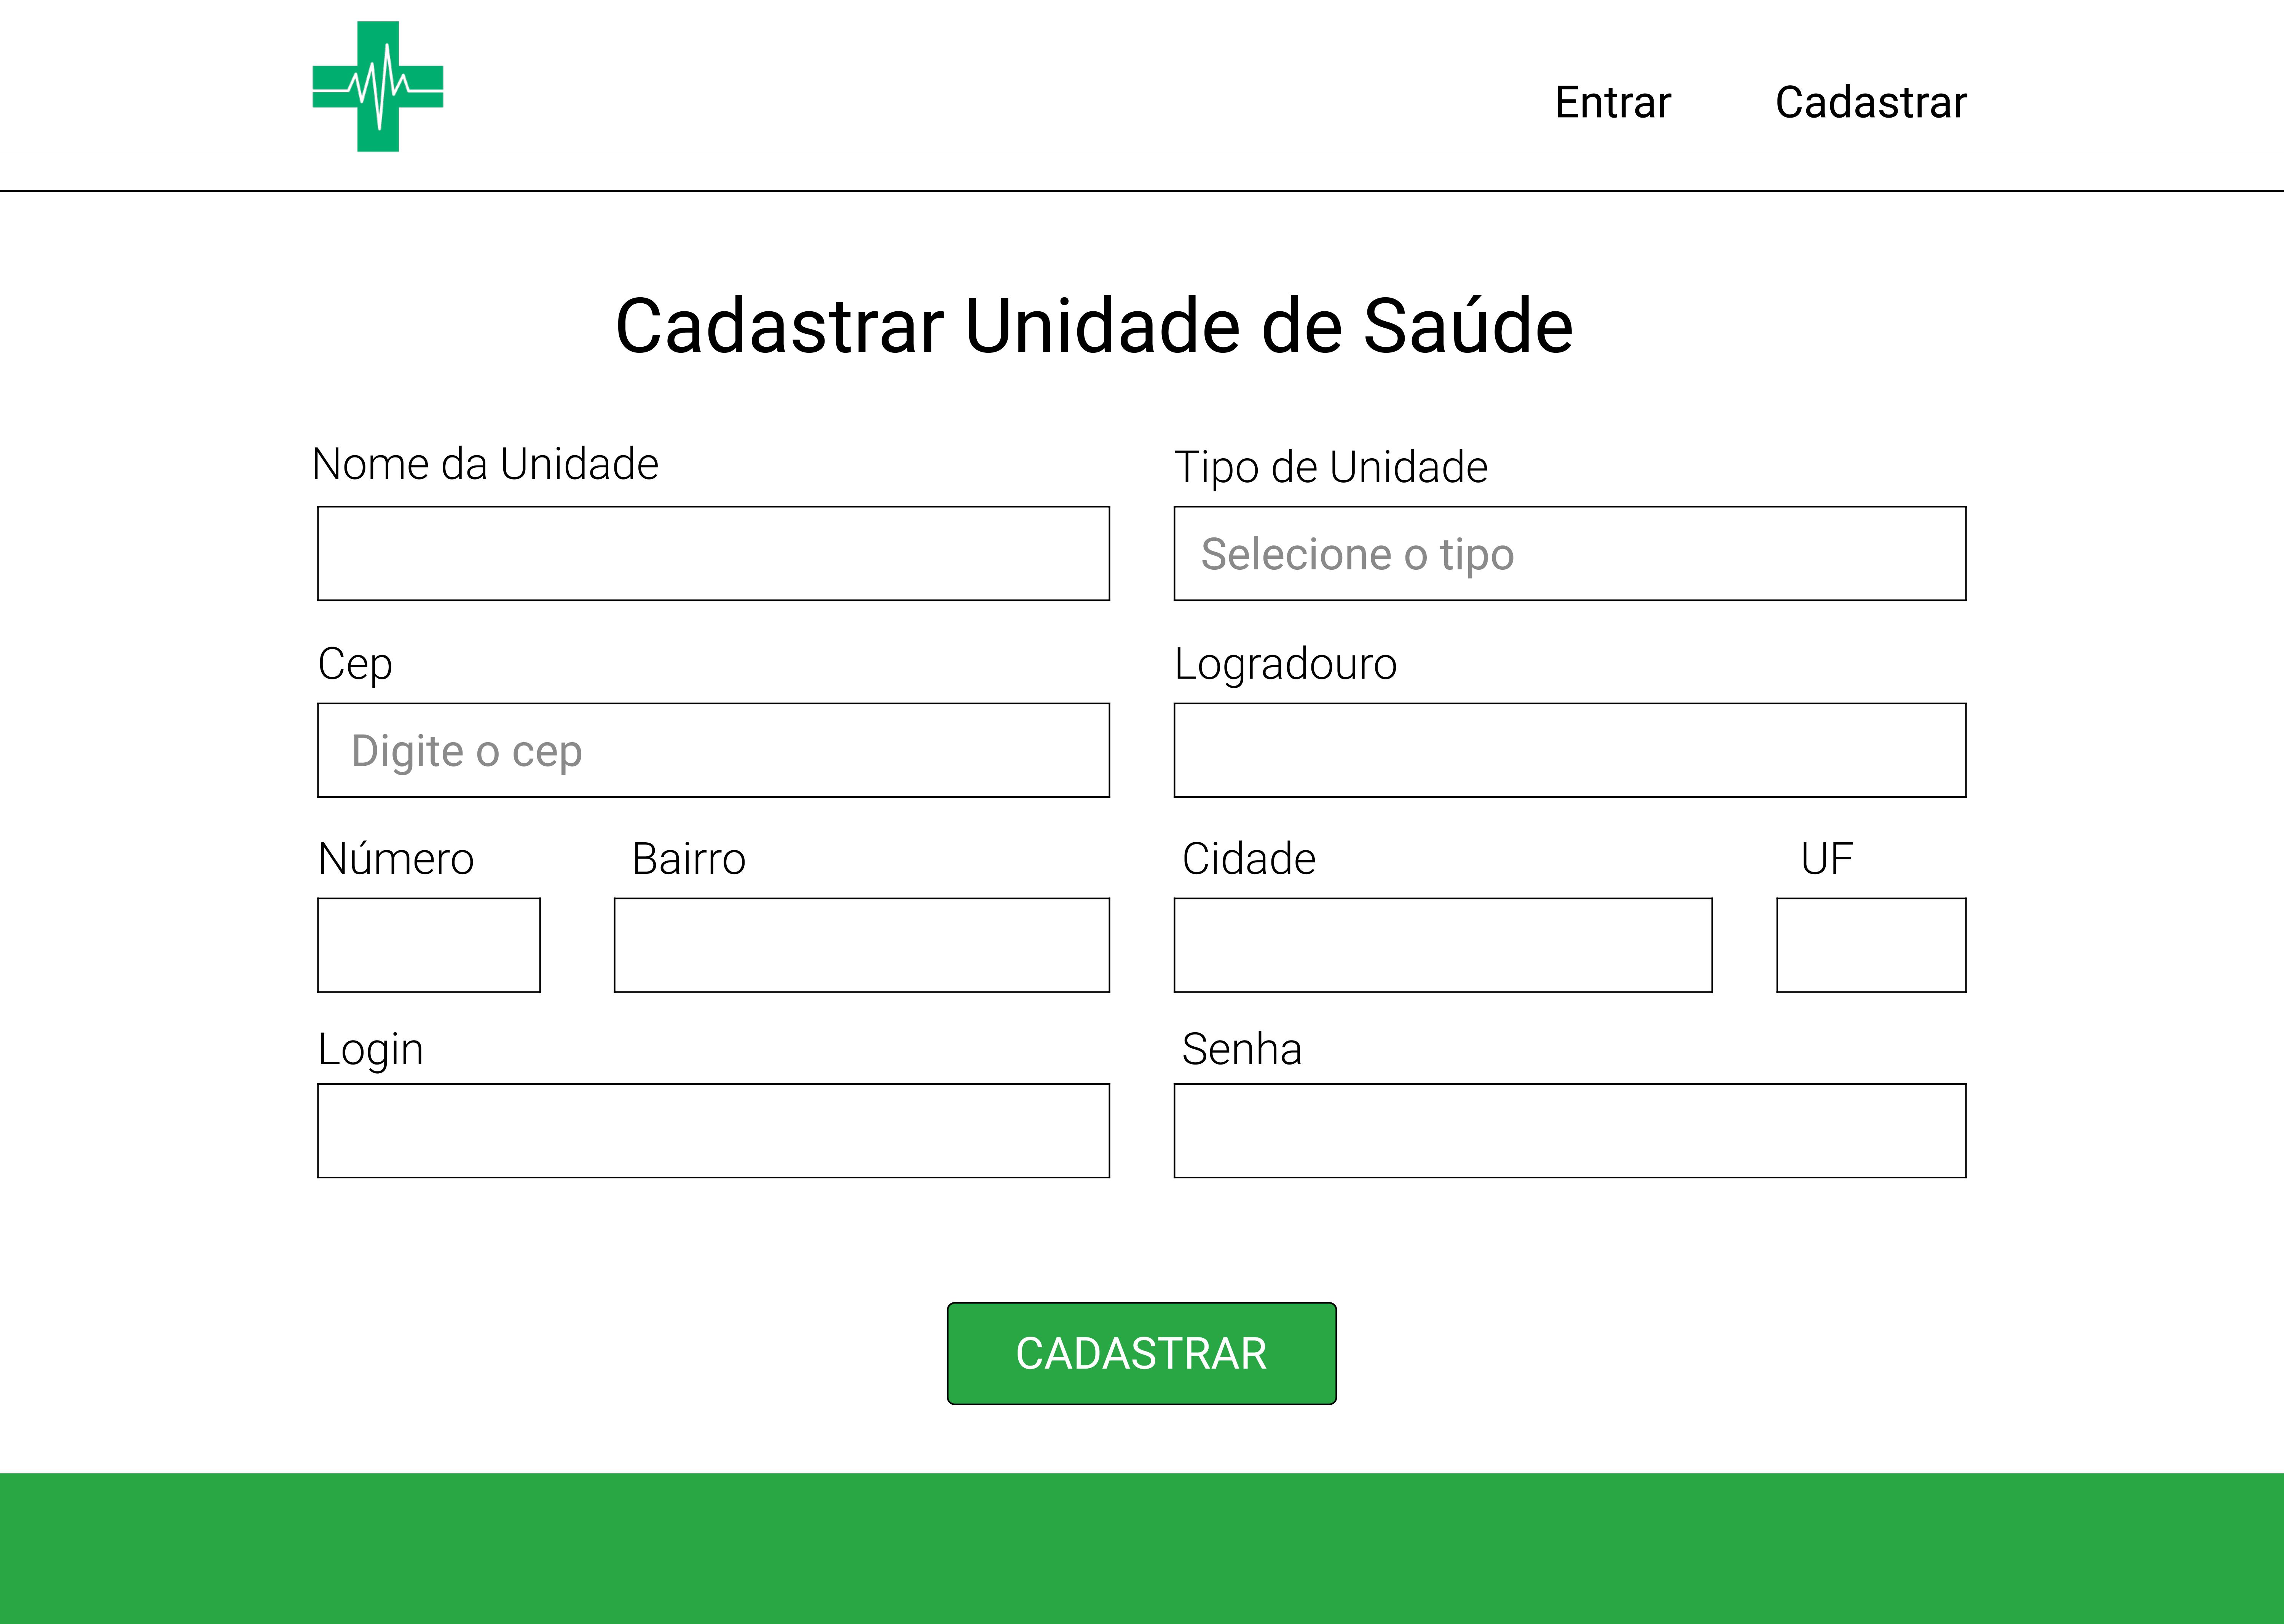 Entrar Cadastrar
Cadastrar Unidade de Saúde
Nome da Unidade Tipo de Unidade
Selecione o tipo
Cep Logradouro
Digite o cep
Número Bairro Cidade UF
Login Senha
CADASTRAR